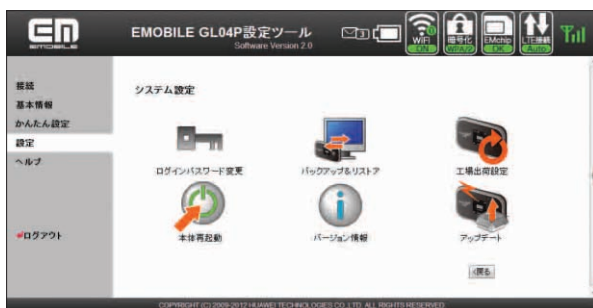 EM
EMOBILE
EMOBILE GL04P設定ツール
Software Version 2.0
3
WiFi
ON
暗号化
WPA/2
EMchip
OK
LTE接続
Auto
接続
基本情報
かんたん設定
設定
ヘルプ
ログアウト
システム設定
ログインパスワード変更
バックアップ&リストア
工場出荷設定
本体再起動
バージョン情報
アップデート
戻る
COPYRIGHT (C) 2009-2012 HUAWEI TECHNOLOGIES CO.,LTD. ALL RIGHTS RESERVED.